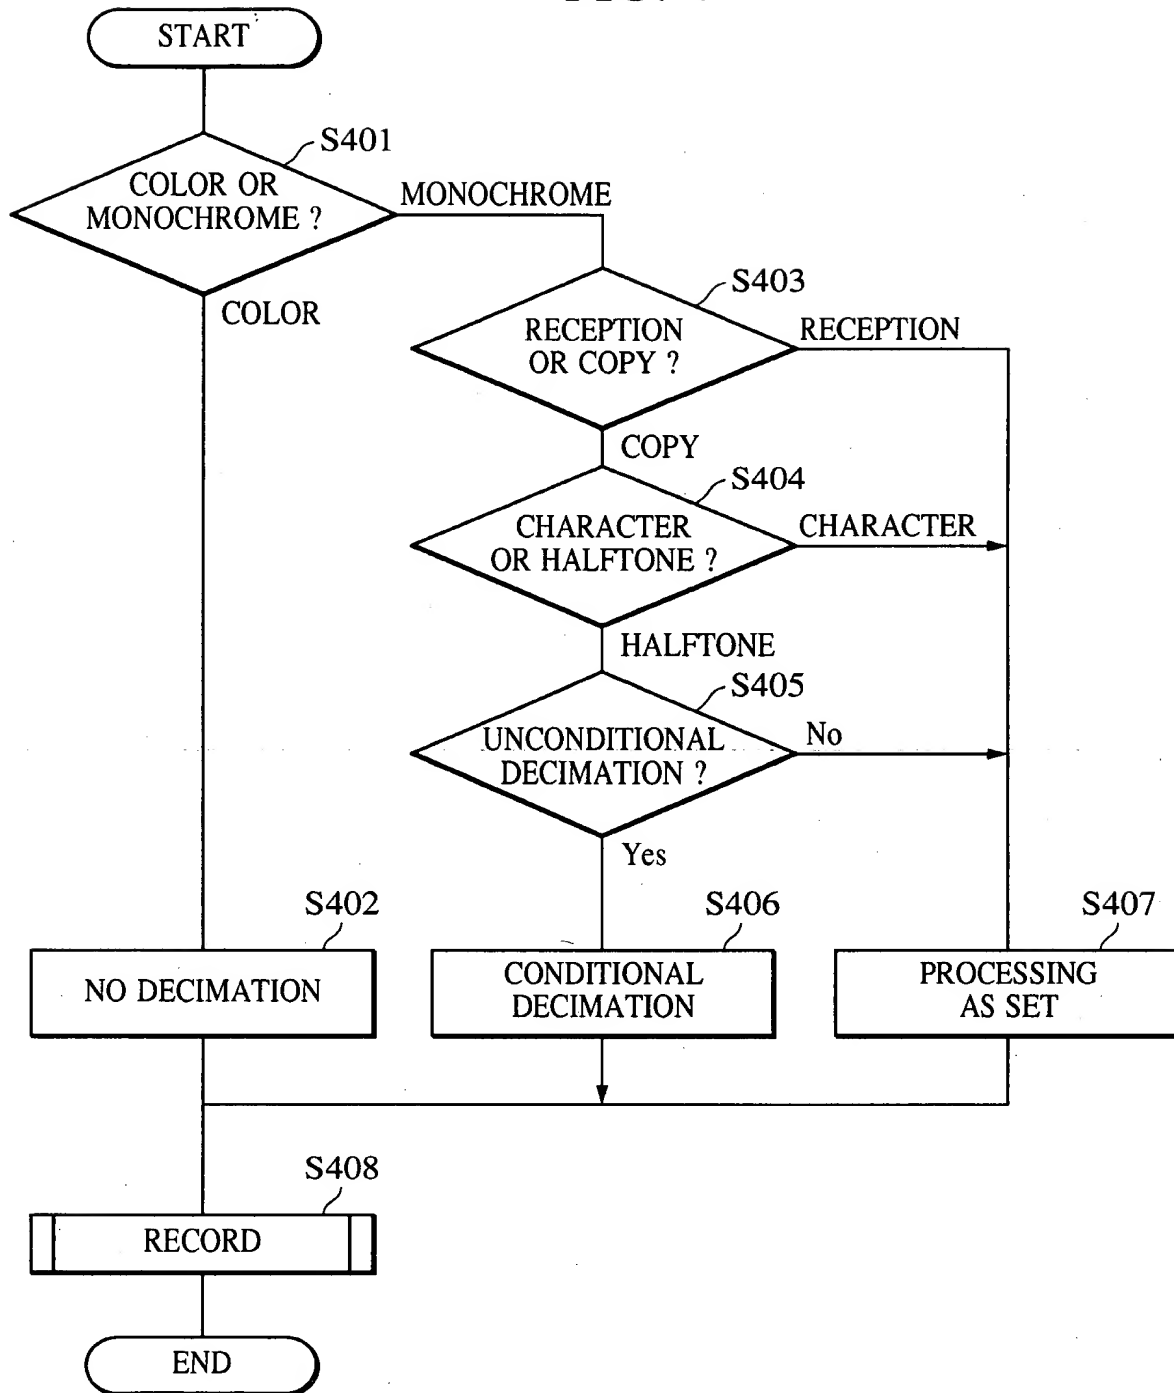 START
S401
COLOR OR
MONOCHROME ?
MONOCHROME
COLOR
S403
RECEPTION
OR COPY ?
RECEPTION
COPY
S404
CHARACTER
OR HALFTONE ?
CHARACTER
HALFTONE
S405
UNCONDITIONAL
DECIMATION ?
No
Yes
S402
NO DECIMATION
S406
CONDITIONAL
DECIMATION
S407
PROCESSING
AS SET
S408
RECORD
END